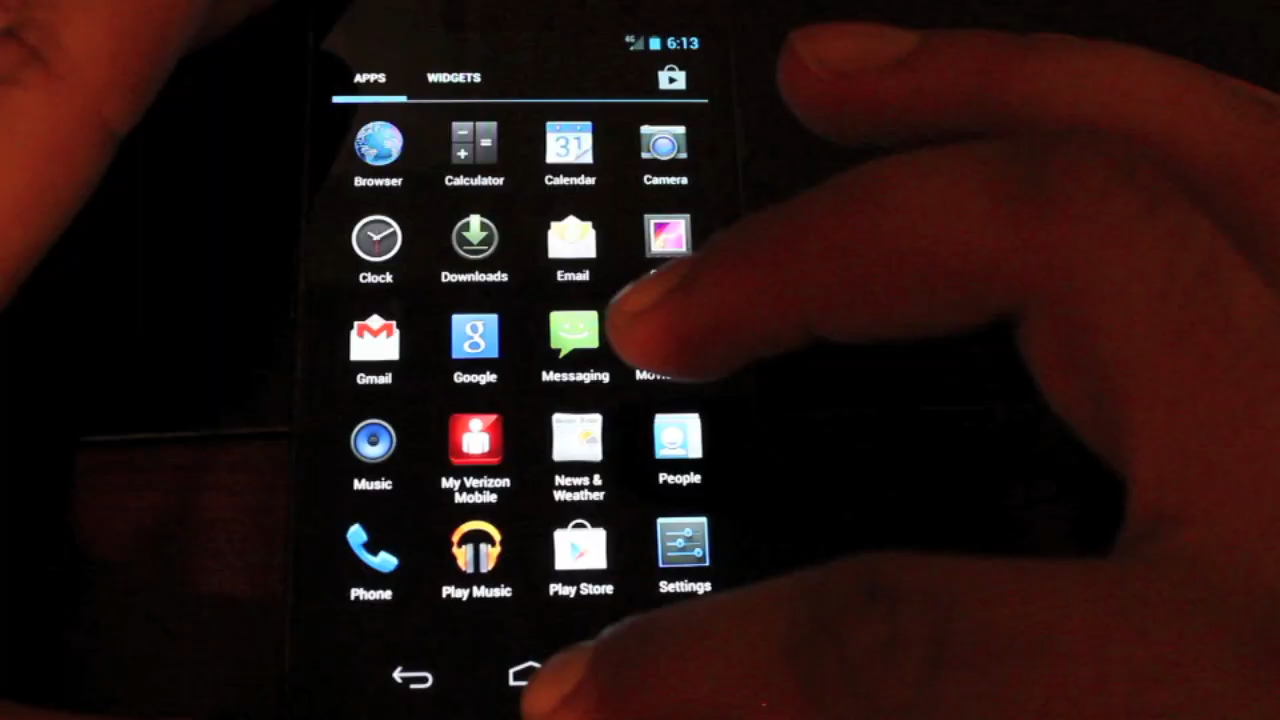 4G 6:13
APPS WIDGETS
31
Browser Calculator Calendar Camera
Clock Downloads Email
g
Gmail Google Messaging
Music My Verizon Mobile News & Weather People
Phone Play Music Play Store Settings